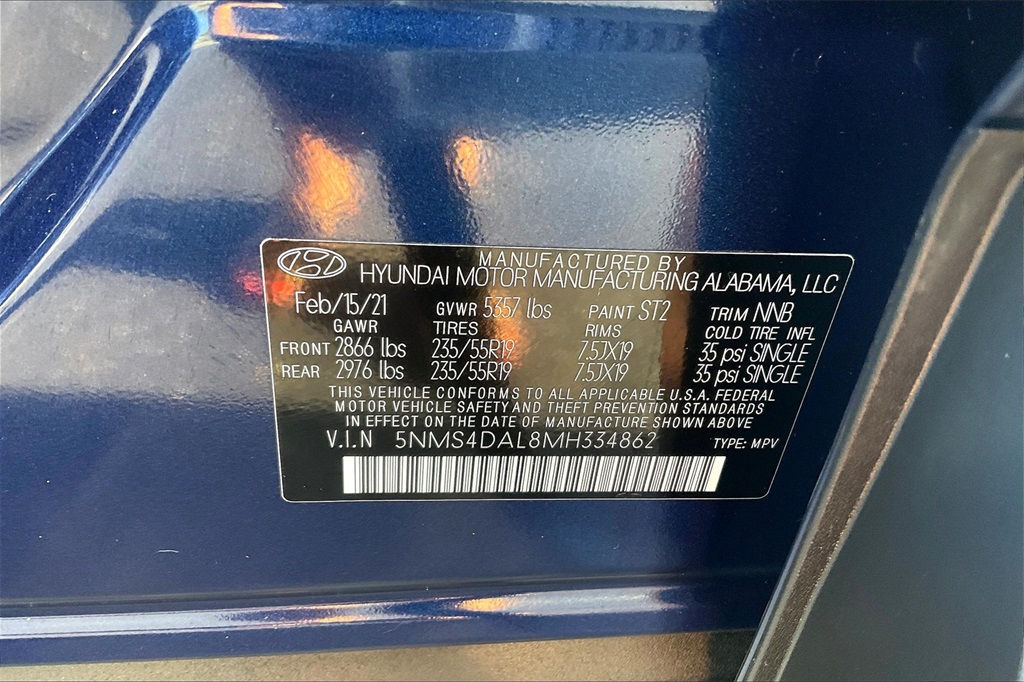 MANUFACTURED BY
HYUNDAI MOTOR MANUFACTURING ALABAMA, LLC
Feb/15/21 GVWR 5357 lbs PAINT ST2 TRIM NNB
GAWR TIRES RIMS COLD TIRE INFL
FRONT 2866 lbs 235/55R19 7.5JX19 35 psi SINGLE
REAR 2976 lbs 235/55R19 7.5JX19 35 psi SINGLE
THIS VEHICLE CONFORMS TO ALL APPLICABLE U.S.A. FEDERAL
MOTOR VEHICLE SAFETY AND THEFT PREVENTION STANDARDS
IN EFFECT ON THE DATE OF MANUFACTURE SHOWN ABOVE
V.I.N 5NMS4DAL8MH334862 TYPE: MPV